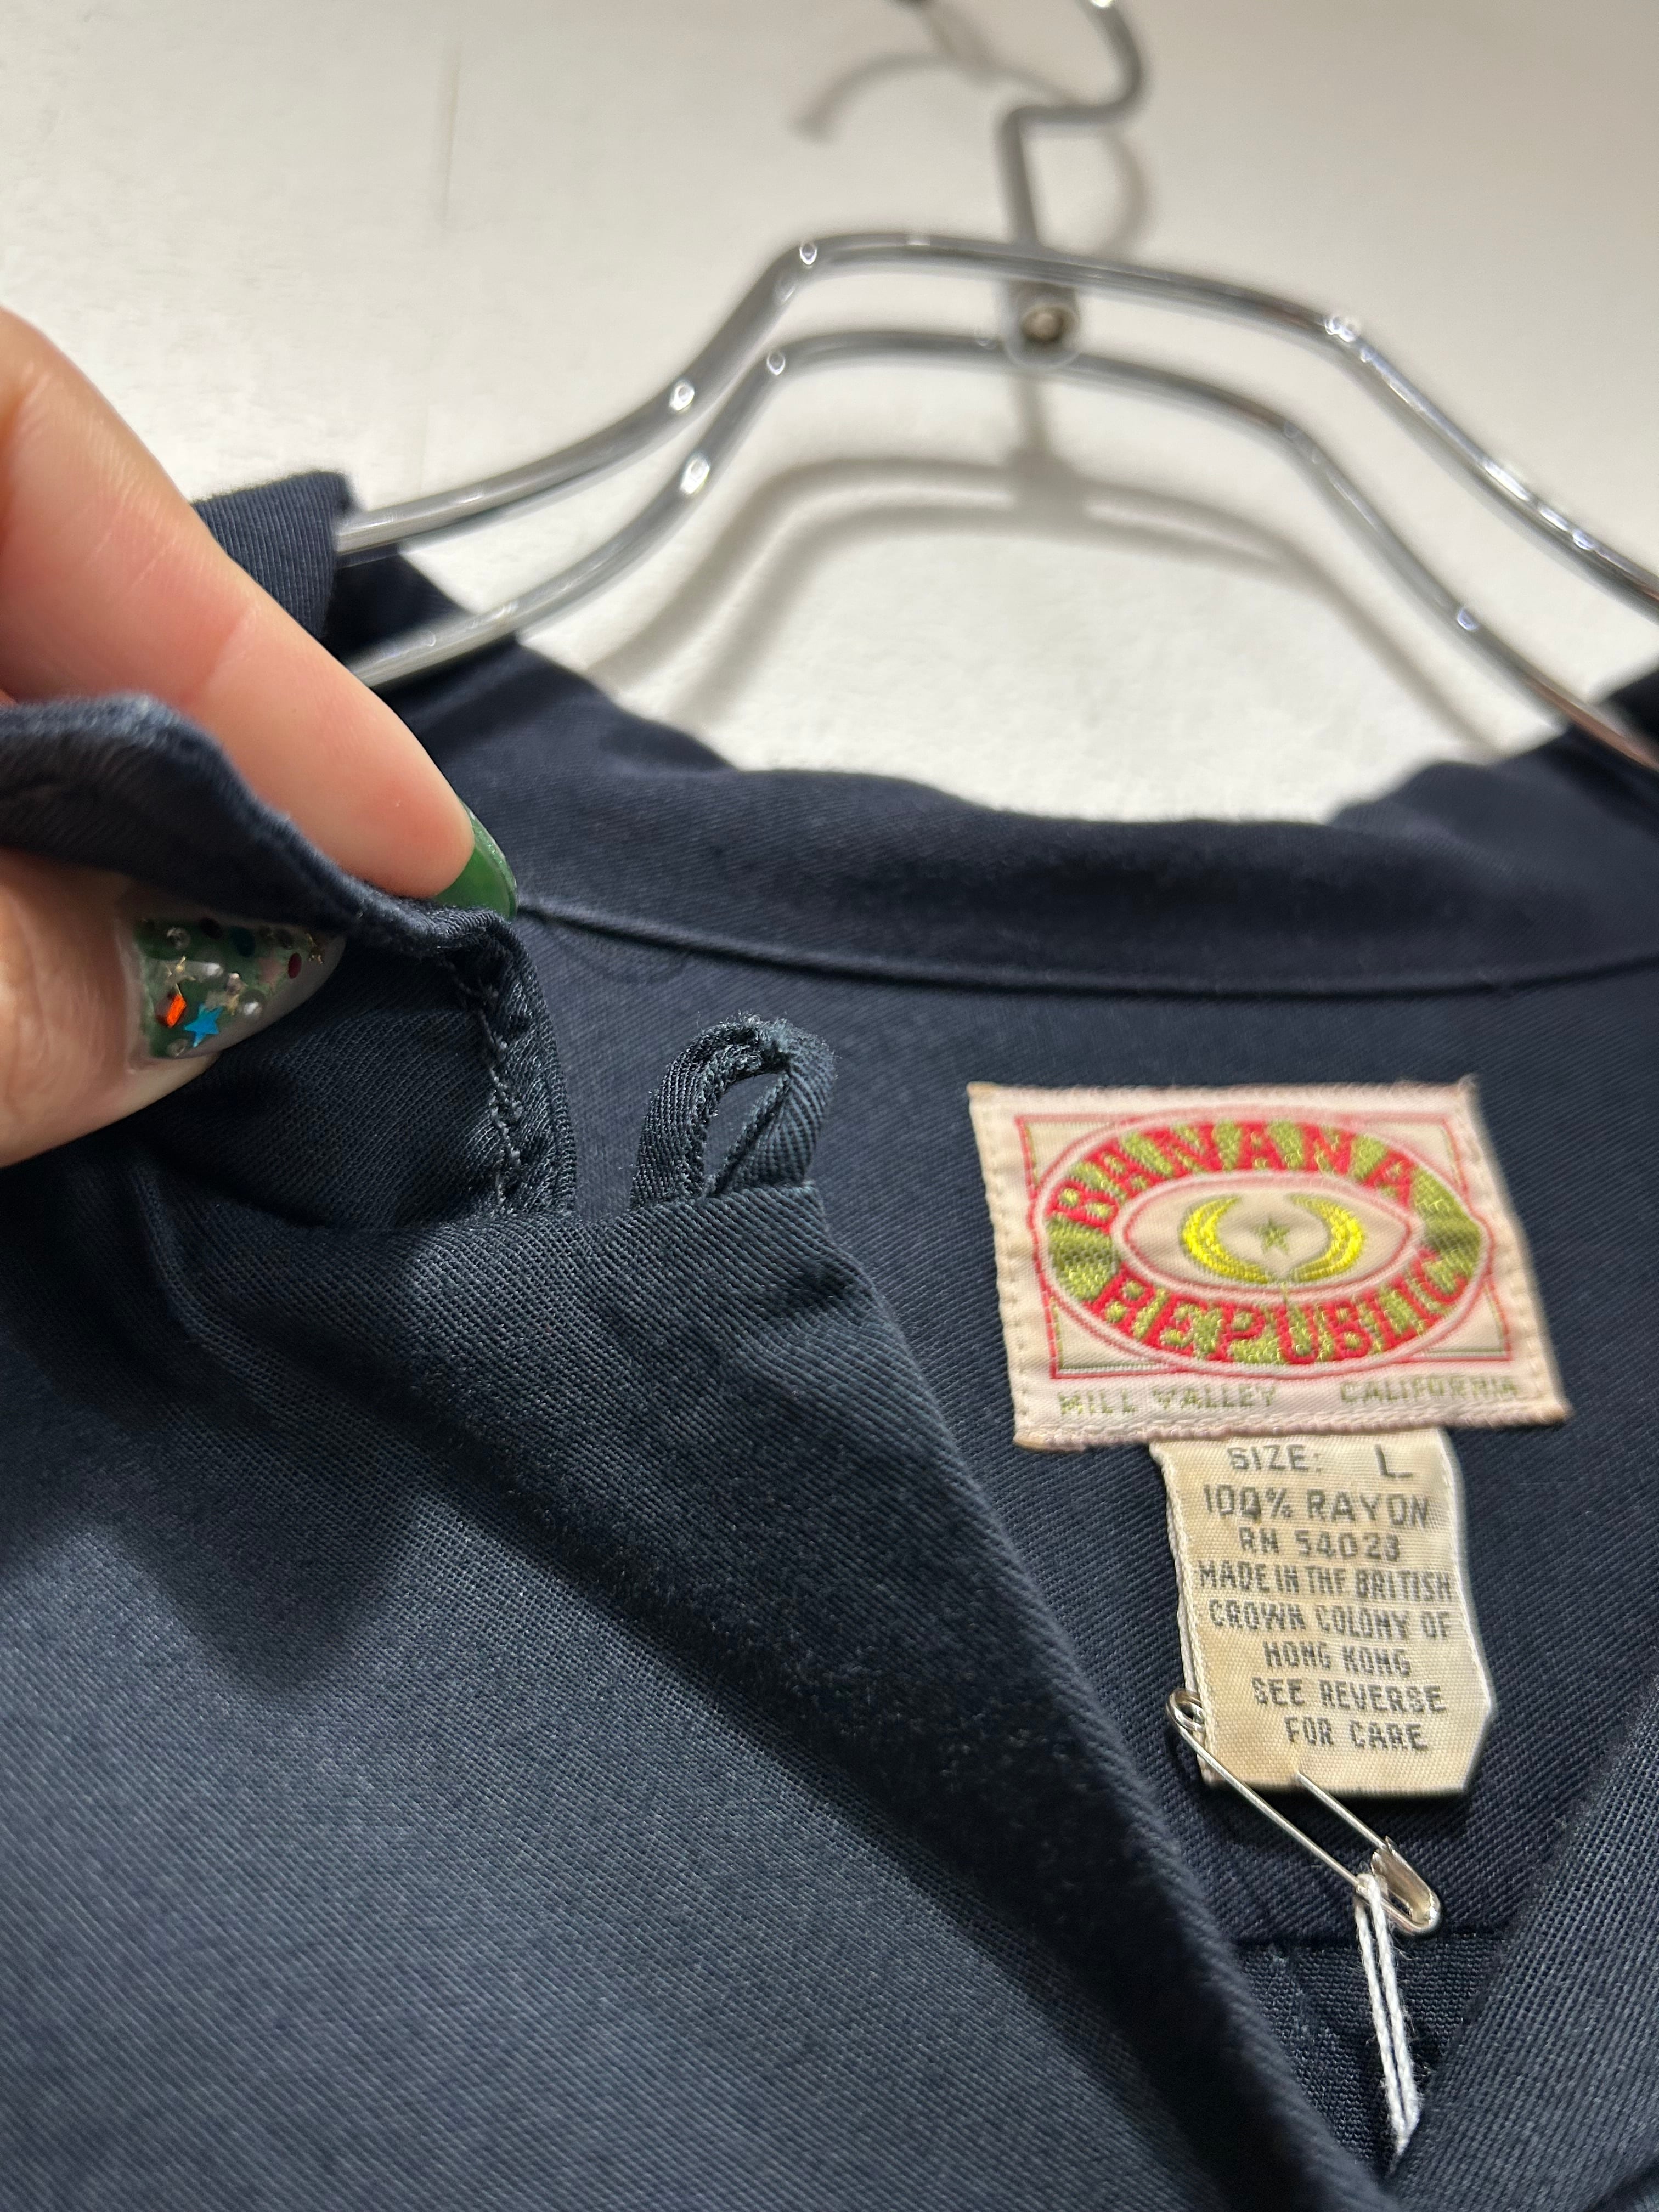 BANANA
REPUBLIC
MILL VALLEY CALIFORNIA
SIZE: L
100% RAYON
RN 54023
MADE IN THE BRITISH
CROWN COLONY OF
HONG KONG
SEE REVERSE
FOR CARE